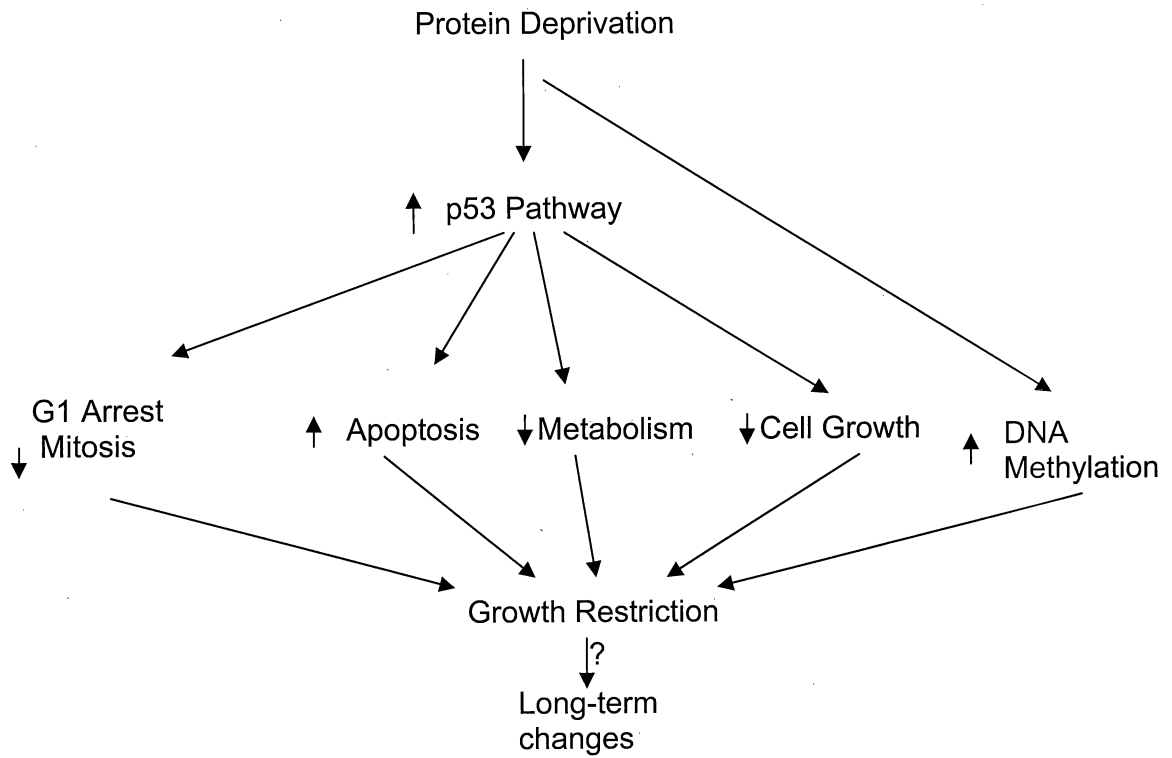 Protein Deprivation
p53 Pathway
G1 Arrest
Mitosis
Apoptosis
Metabolism
Cell Growth
DNA
Methylation
Growth Restriction
?
Long-term
changes